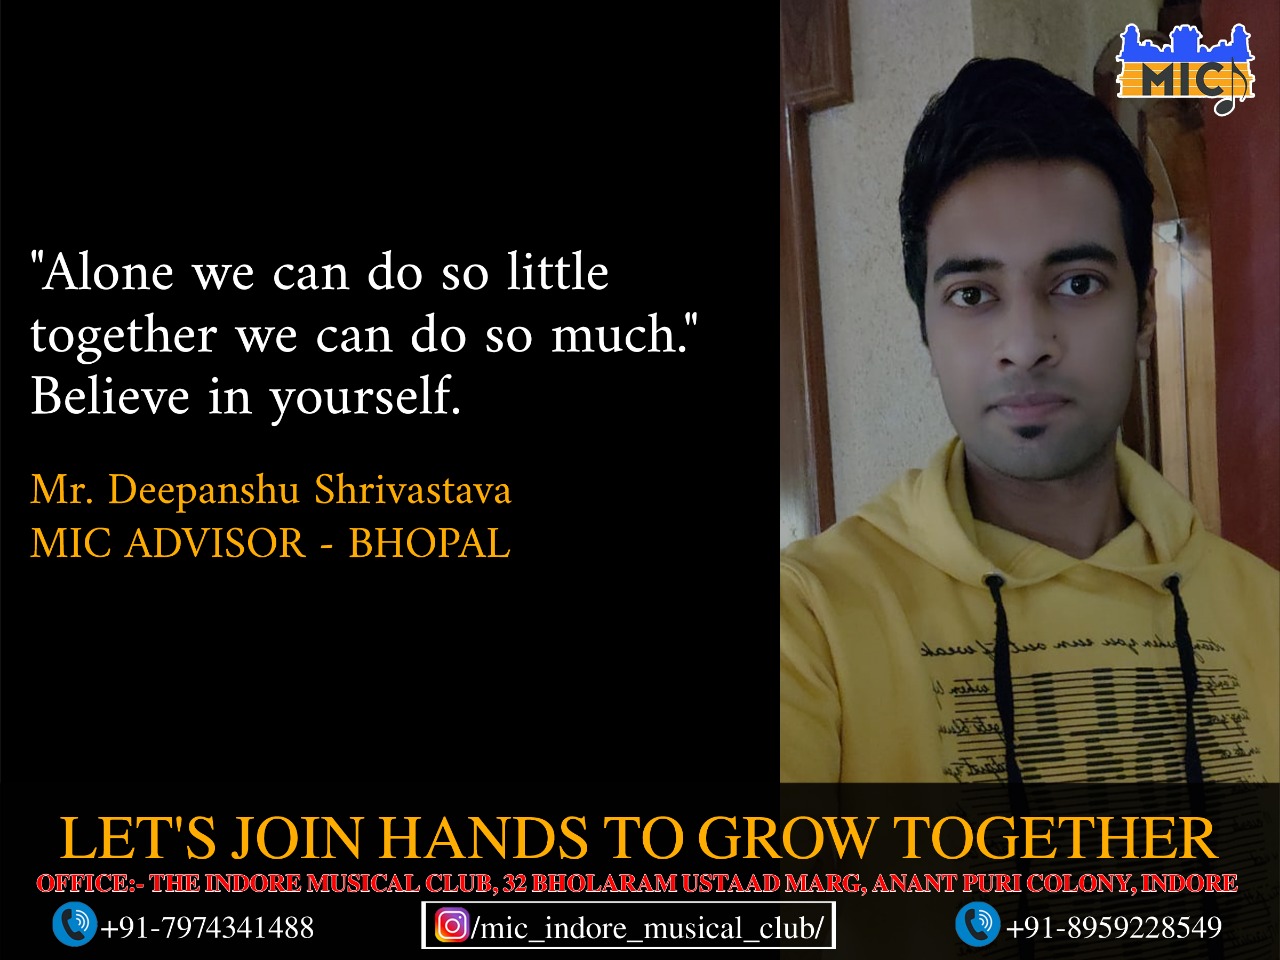 MIC
"Alone we can do so little
together we can do so much."
Believe in yourself.
Mr. Deepanshu Shrivastava
MIC ADVISOR - BHOPAL
LET'S JOIN HANDS TO GROW TOGETHER
OFFICE:- THE INDORE MUSICAL CLUB, 32 BHOLARAM USTAAD MARG, ANANT PURI COLONY, INDORE
+91-7974341488
/mic_indore_musical_club/
+91-8959228549